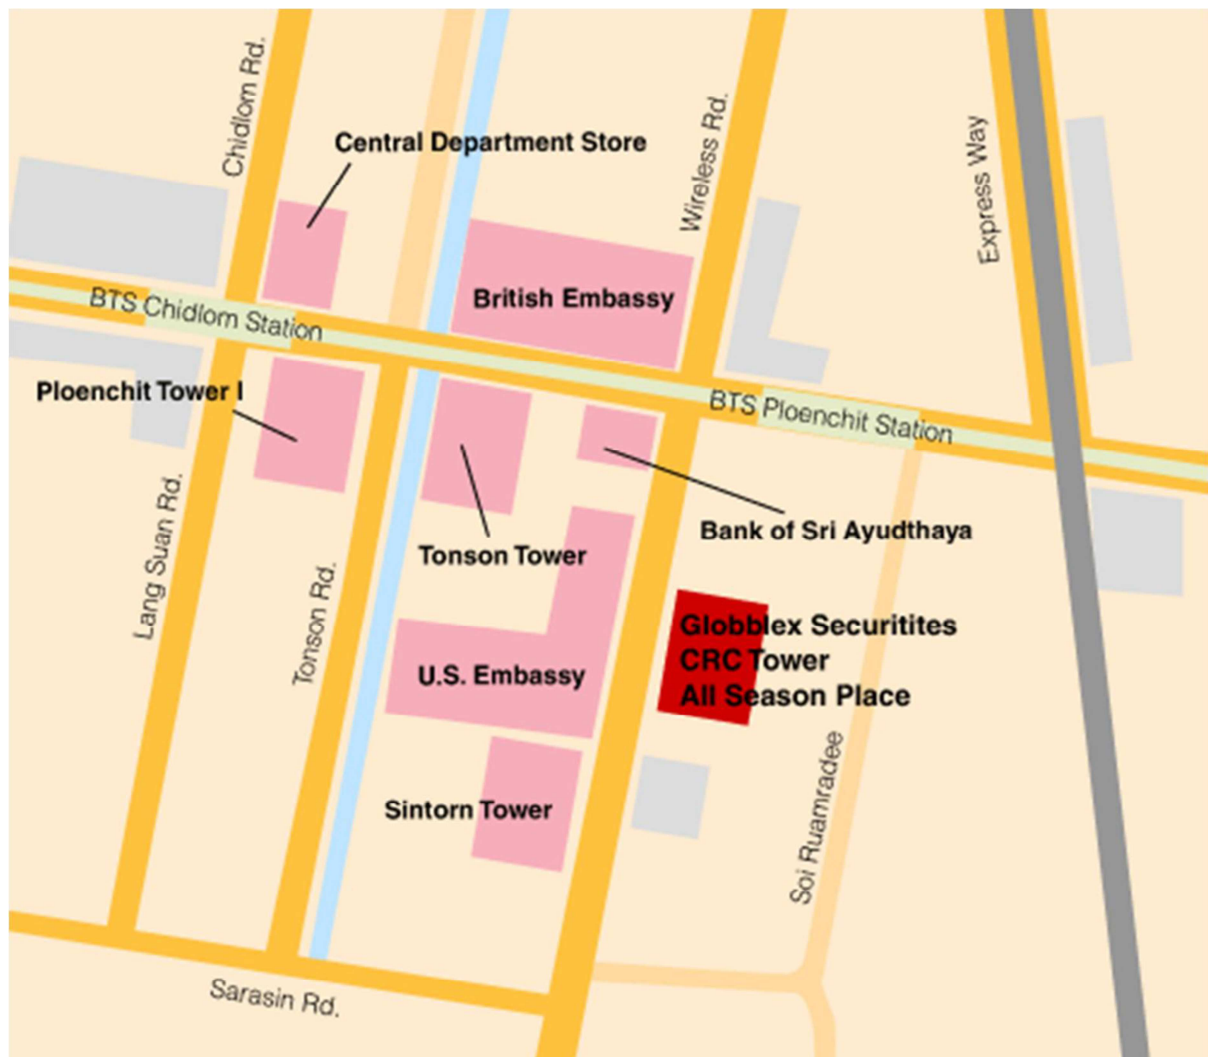 Chidlom Rd.
Central Department Store
Wireless Rd.
Express Way
British Embassy
BTS Chidlom Station
Ploenchit Tower I
BTS Ploenchit Station
Lang Suan Rd.
Tonson Rd.
Tonson Tower
Bank of Sri Ayudthaya
U.S. Embassy
Globblex Securitites
CRC Tower
All Season Place
Sintorn Tower
Soi Ruamradee
Sarasin Rd.